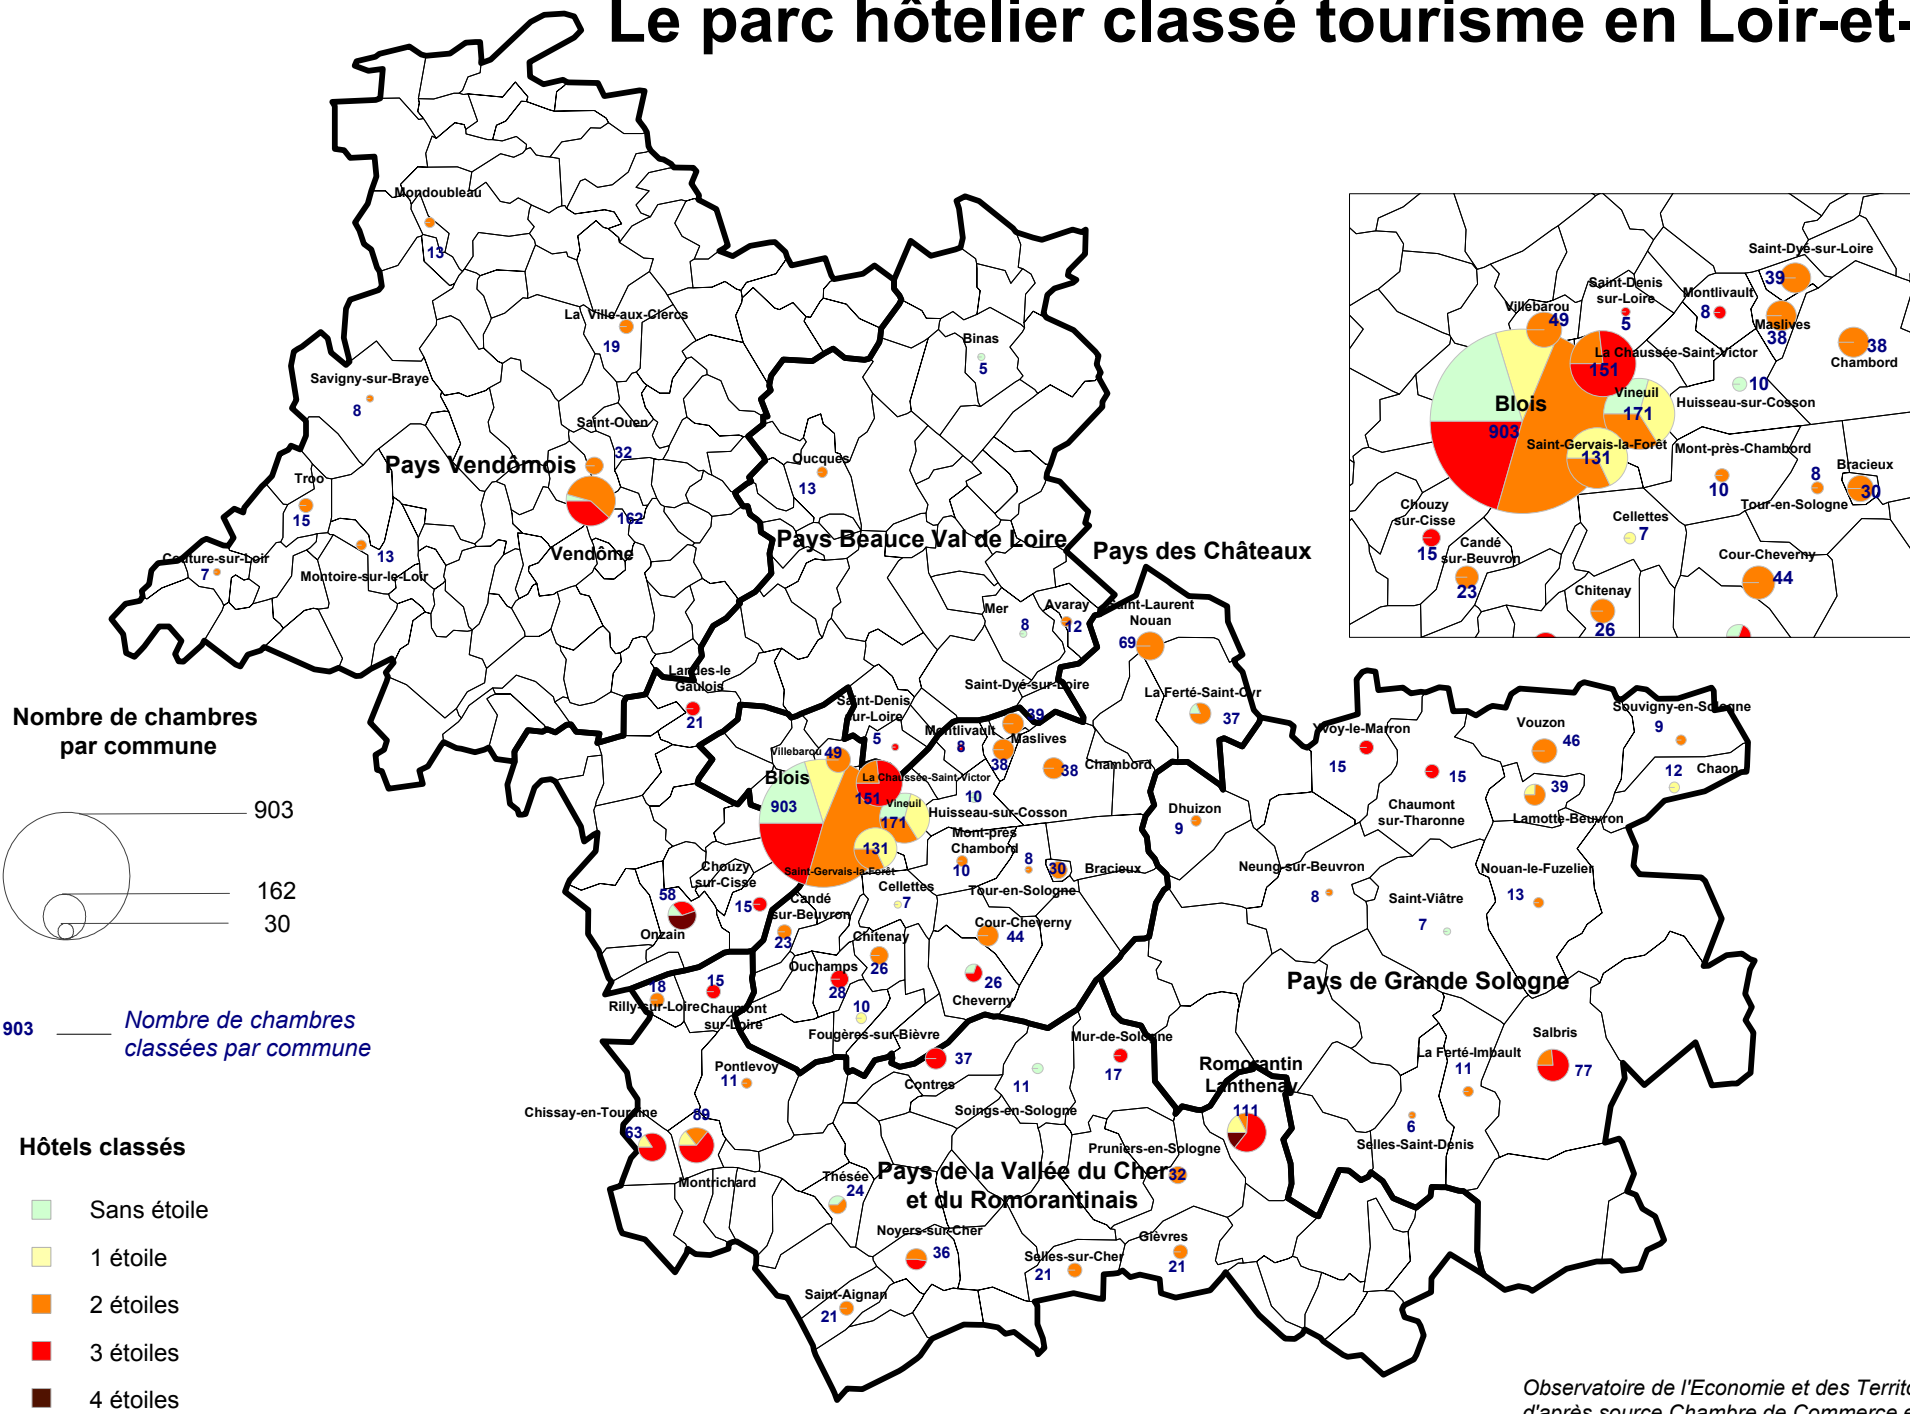 Le parc hôtelier classé tourisme en Loir-et-
Mondoubleau
13
La Ville-aux-Clercs
19
Savigny-sur-Braye
8
Saint-Ouen
32
Pays Vendômois
Troo
15
162
Vendôme
Couture-sur-Loir
7
13
Montoire-sur-le-Loir
Binas
5
Oucques
13
Pays Beauce Val de Loire
Mer
8
Avaray
12
Landes-le
Gaulois
21
Pays des Châteaux
Saint-Laurent
Nouan
69
La Ferté-Saint-Cyr
37
Saint-Dyé-sur-Loire
39
Saint-Denis
sur-Loire
5
Montlivault
8
Maslives
38
Chambord
38
Villebarou
49
Blois
903
La Chaussée-Saint-Victor
151
10
Huisseau-sur-Cosson
Vineuil
171
131
Saint-Gervais-la-Forêt
Mont-près
Chambord
10
8
Tour-en-Sologne
30
Bracieux
Chouzy
sur-Cisse
15
58
Onzain
Candé
sur-Beuvron
23
Cellettes
7
Chitenay
26
Cour-Cheverny
44
Ouchamps
28
26
Cheverny
10
Fougères-sur-Bièvre
18
Rilly-sur-Loire
15
Chaumont
sur-Loire
Saint-Dyé-sur-Loire
39
Saint-Denis
sur-Loire
5
Montlivault
8
Villebarou
49
Maslives
38
38
Chambord
La Chaussée-Saint-Victor
151
10
Huisseau-sur-Cosson
Blois
903
Vineuil
171
Saint-Gervais-la-Forêt
131
Mont-près-Chambord
10
8
Tour-en-Sologne
Bracieux
30
Chouzy
sur-Cisse
15
Candé
sur-Beuvron
23
Cellettes
7
Cour-Cheverny
44
Chitenay
26
Yvoy-le-Marron
15
15
Chaumont
sur-Tharonne
Vouzon
46
39
Lamotte-Beuvron
Souvigny-en-Sologne
9
12
Chaon
Dhuizon
9
Neung-sur-Beuvron
8
Saint-Viâtre
7
Nouan-le-Fuzelier
13
Pays de Grande Sologne
La Ferté-Imbault
11
Salbris
77
6
Selles-Saint-Denis
Pontlevoy
11
37
Contres
11
Soings-en-Sologne
Mur-de-Sologne
17
Romorantin
Lanthenay
111
Chissay-en-Touraine
63
89
Montrichard
Pruniers-en-Sologne
32
Pays de la Vallée du Cher
et du Romorantinais
Thésée
24
Noyers-sur-Cher
36
Selles-sur-Cher
21
Gièvres
21
Saint-Aignan
21
Nombre de chambres
par commune
903
162
30
903
Nombre de chambres
classées par commune
Hôtels classés
Sans étoile
1 étoile
2 étoiles
3 étoiles
4 étoiles
Observatoire de l'Economie et des Territo
d'après source Chambre de Commerce e